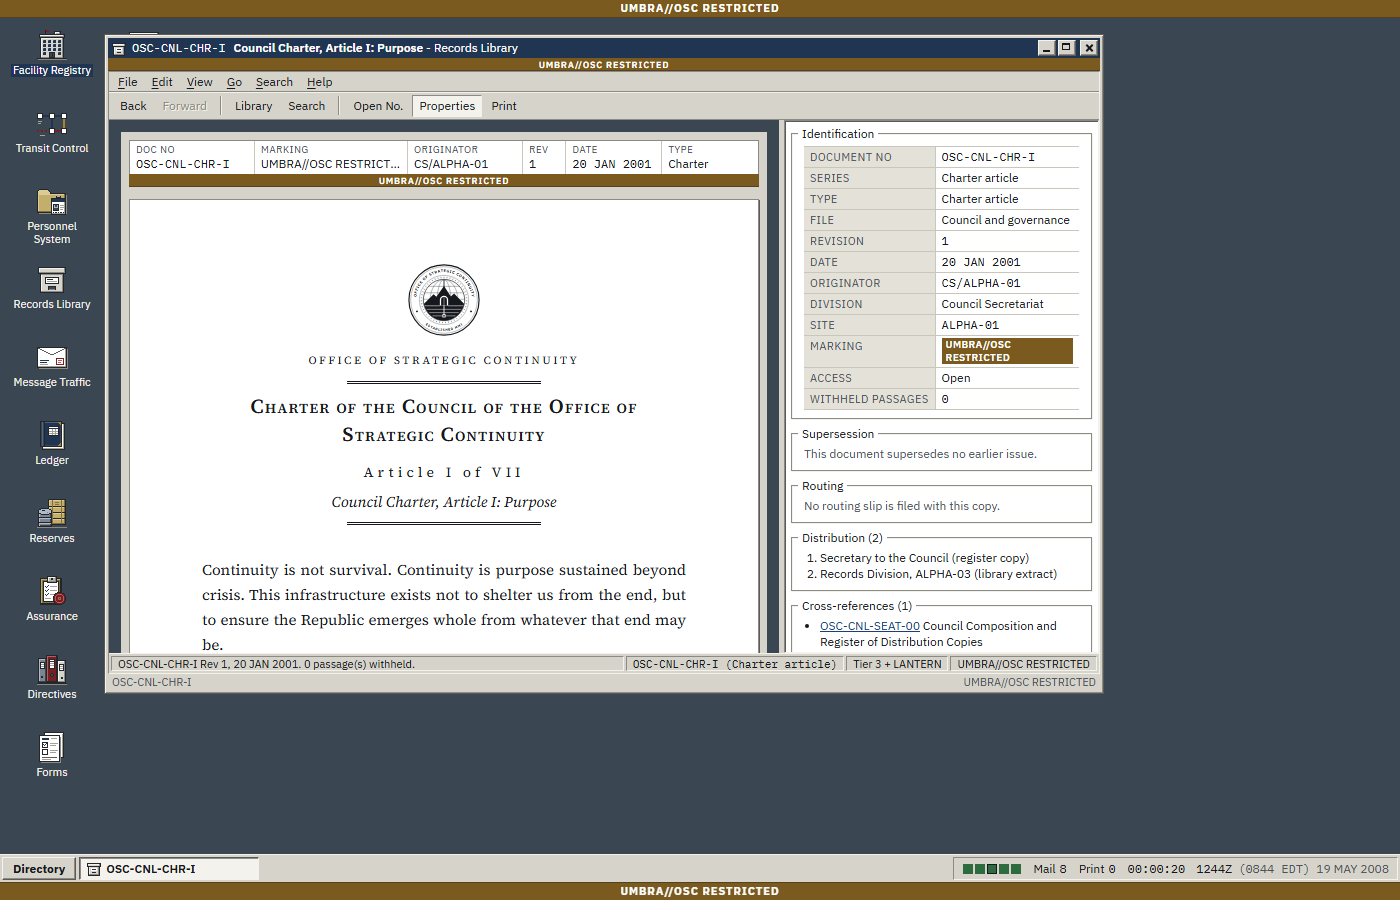 UMBRA//OSC RESTRICTED
Facility Registry
Transit Control
Personnel
System
Records Library
Message Traffic
Ledger
Reserves
Assurance
Directives
Forms
OSC-CNL-CHR-I Council Charter, Article I: Purpose - Records Library
UMBRA//OSC RESTRICTED
File Edit View Go Search Help
Back Forward Library Search Open No. Properties Print
DOC NO MARKING ORIGINATOR REV DATE TYPE
OSC-CNL-CHR-I UMBRA//OSC RESTRICT... CS/ALPHA-01 1 20 JAN 2001 Charter
UMBRA//OSC RESTRICTED
OFFICE OF STRATEGIC CONTINUITY
OFFICE OF STRATEGIC CONTINUITY
Charter of the Council of the Office of
Strategic Continuity
Article I of VII
Council Charter, Article I: Purpose
Continuity is not survival. Continuity is purpose sustained beyond
crisis. This infrastructure exists not to shelter us from the end, but
to ensure the Republic emerges whole from whatever that end may
be.
Identification
DOCUMENT NO OSC-CNL-CHR-I
SERIES Charter article
TYPE Charter article
FILE Council and governance
REVISION 1
DATE 20 JAN 2001
ORIGINATOR CS/ALPHA-01
DIVISION Council Secretariat
SITE ALPHA-01
MARKING UMBRA//OSC
RESTRICTED
ACCESS Open
WITHHELD PASSAGES 0
Supersession
This document supersedes no earlier issue.
Routing
No routing slip is filed with this copy.
Distribution (2)
1. Secretary to the Council (register copy)
2. Records Division, ALPHA-03 (library extract)
Cross-references (1)
• OSC-CNL-SEAT-00 Council Composition and
Register of Distribution Copies
OSC-CNL-CHR-I Rev 1, 20 JAN 2001. 0 passage(s) withheld. OSC-CNL-CHR-I (Charter article) Tier 3 + LANTERN UMBRA//OSC RESTRICTED
OSC-CNL-CHR-I UMBRA//OSC RESTRICTED
Directory OSC-CNL-CHR-I Mail 8 Print 0 00:00:20 1244Z (0844 EDT) 19 MAY 2008
UMBRA//OSC RESTRICTED